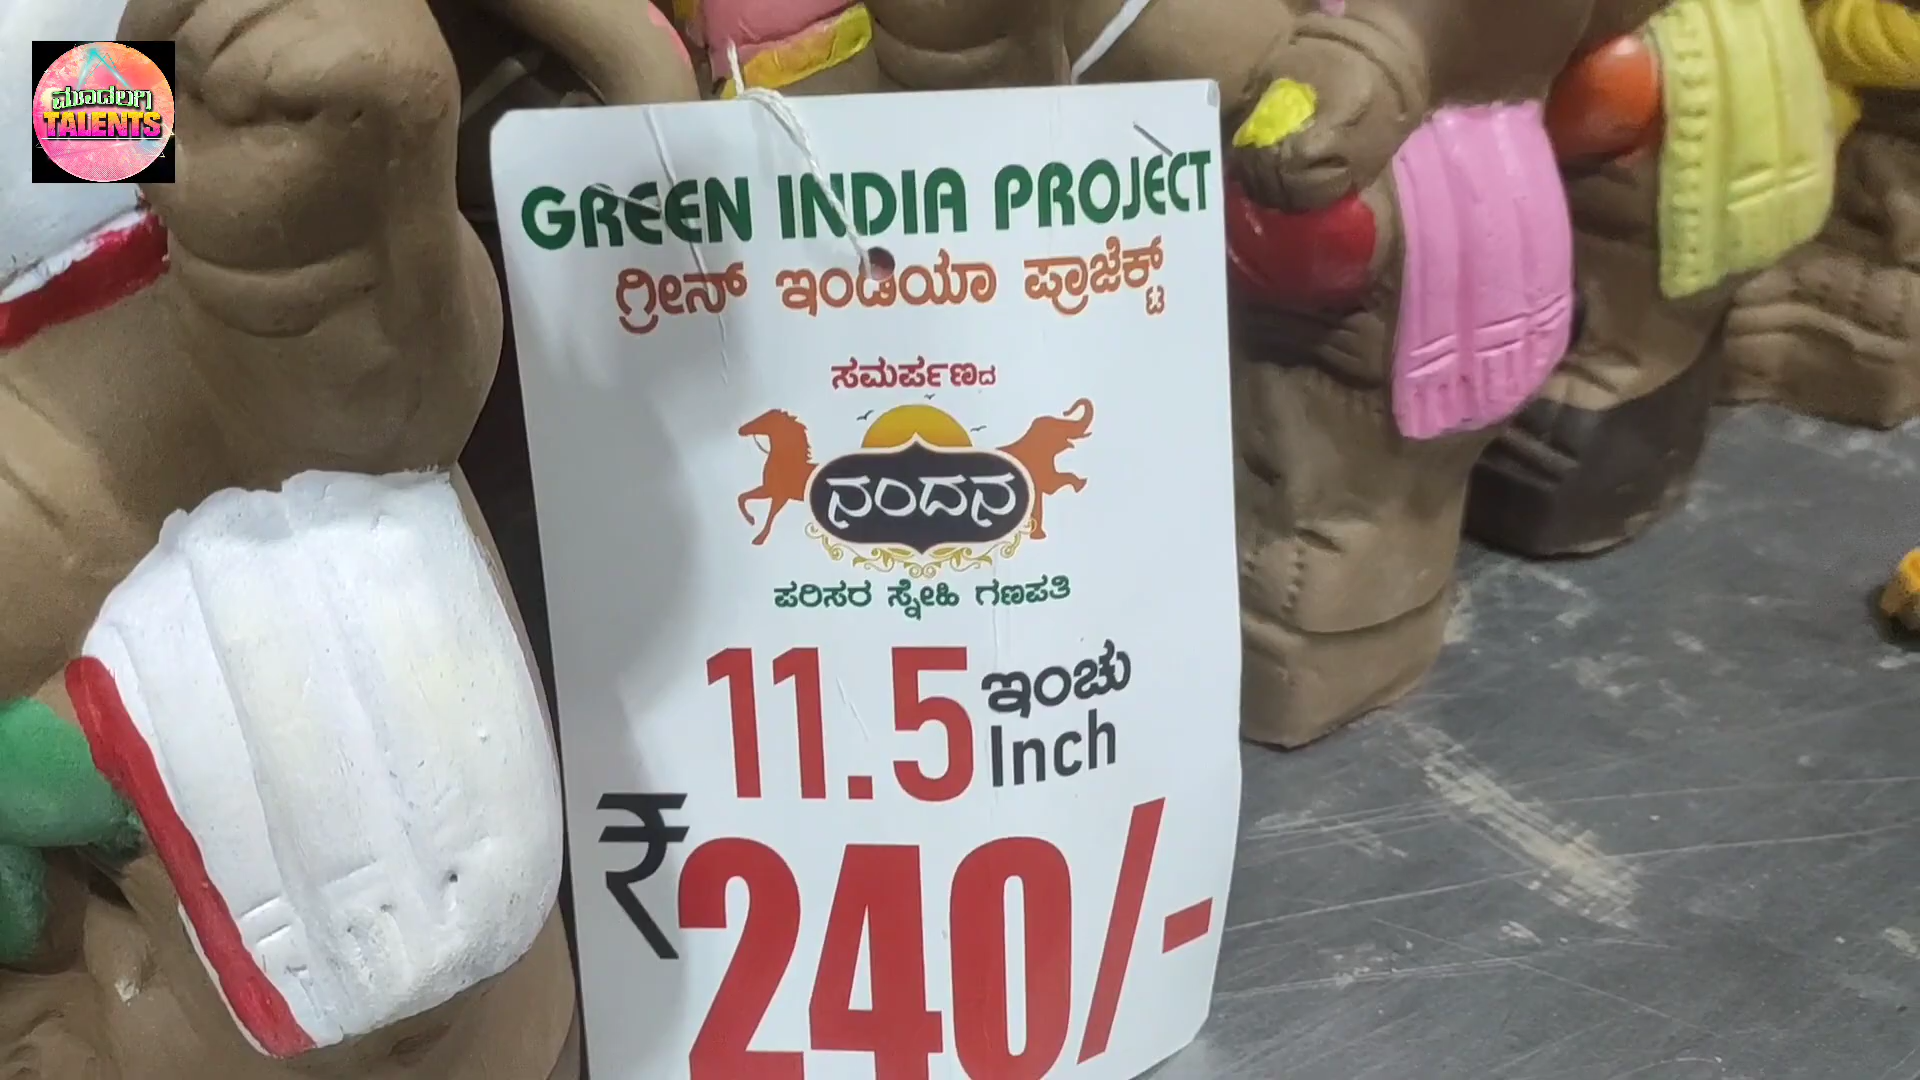 ಮೂಡಲಗಿ
TALENTS
GREEN INDIA PROJECT
ಗ್ರೀನ್ ಇಂಡಿಯಾ ಪ್ರಾಜೆಕ್ಟ್
ಸಮರ್ಪಣದ
ನಂದನ
ಪರಿಸರ ಸ್ನೇಹಿ ಗಣಪತಿ
11.5 ಇಂಚು
Inch
₹240/-